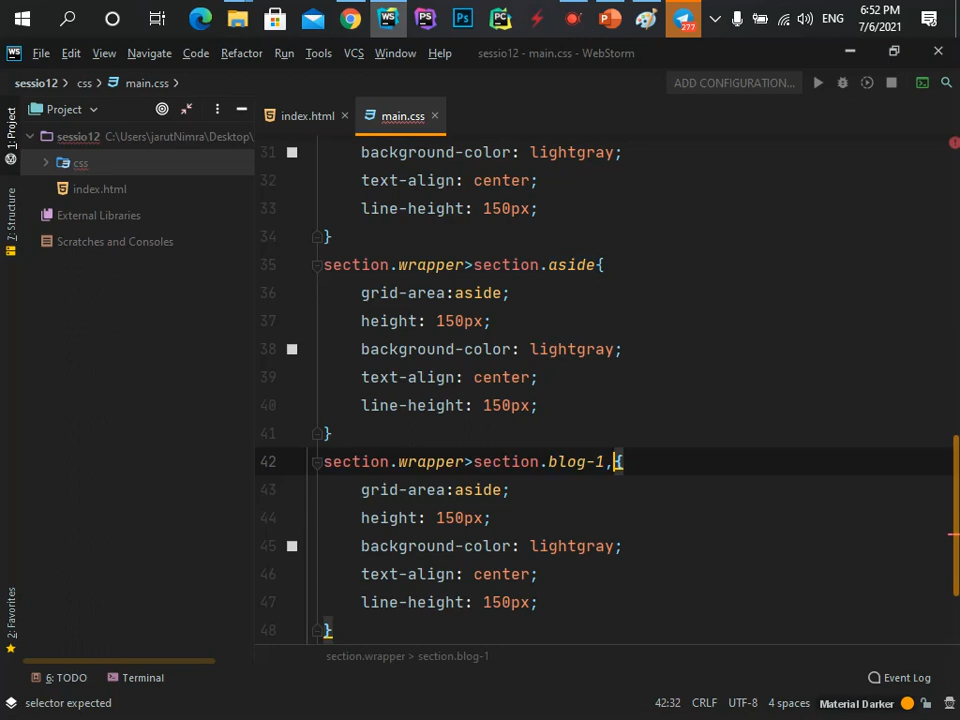 WS
PS
PC
277
ENG
6:52 PM
7/6/2021
WS
File Edit View Navigate Code Refactor Run Tools VCS Window Help sessio12 - main.css - WebStorm
sessio12 css main.css
ADD CONFIGURATION...
1: Project
Project
index.html
main.css
sessio12 C:\Users\jarutNimra\Desktop\
css
index.html
External Libraries
Scratches and Consoles
7: Structure
2: Favorites
31 background-color: lightgray;
32 text-align: center;
33 line-height: 150px;
34 }
35 section.wrapper>section.aside{
36 grid-area:aside;
37 height: 150px;
38 background-color: lightgray;
39 text-align: center;
40 line-height: 150px;
41 }
42 section.wrapper>section.blog-1,{
43 grid-area:aside;
44 height: 150px;
45 background-color: lightgray;
46 text-align: center;
47 line-height: 150px;
48 }
section.wrapper > section.blog-1
6: TODO Terminal Event Log
selector expected 42:32 CRLF UTF-8 4 spaces Material Darker